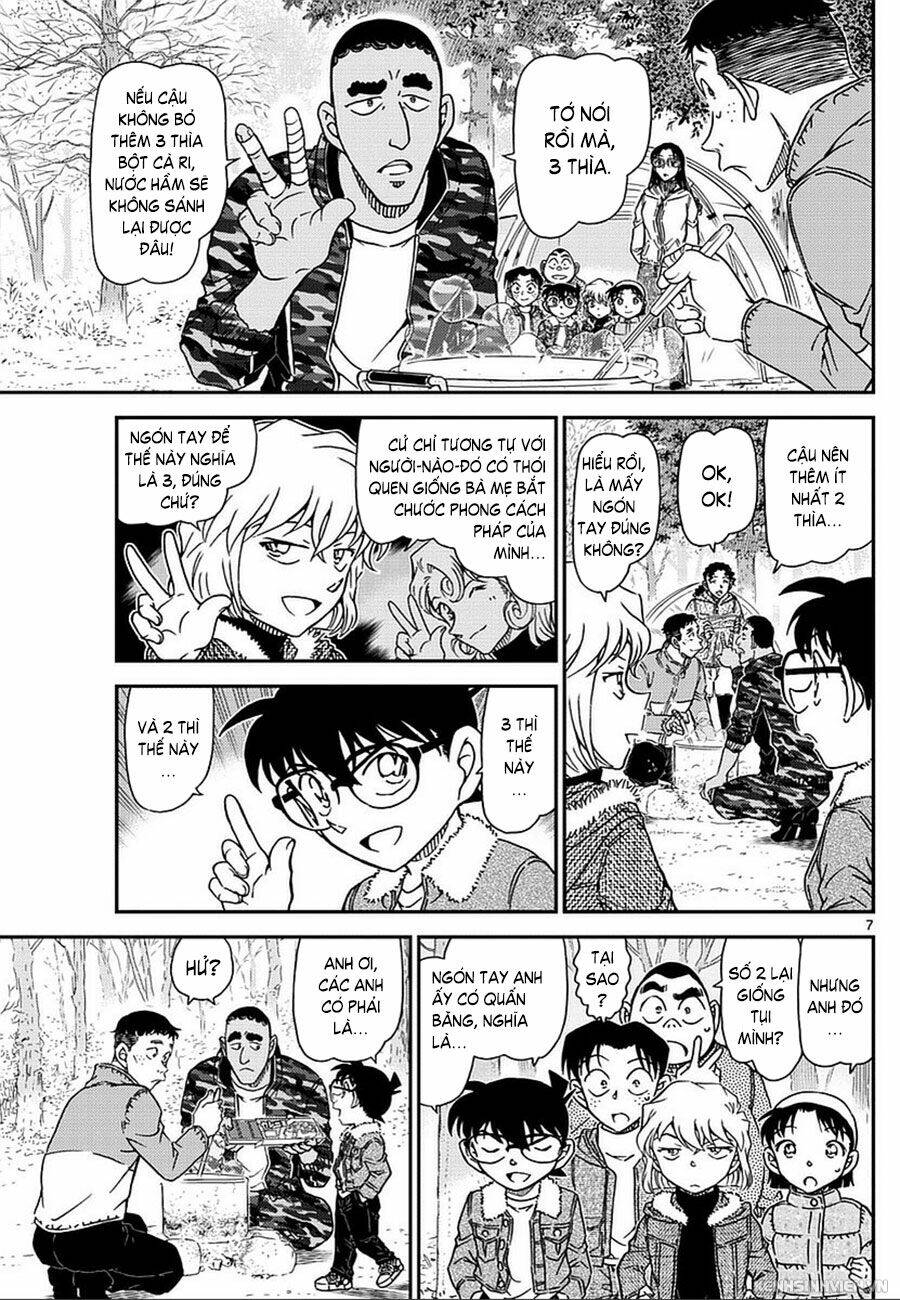 TỚ NÓI
RỒI MÀ,
3 THÌA.
NẾU CẬU
KHÔNG BỎ
THÊM 3 THÌA
BỘT CÀ RI,
NƯỚC HẦM SẼ
KHÔNG SÁNH
LẠI ĐƯỢC
ĐÂU!
CẬU NÊN
THÊM ÍT
NHẤT 2
THÌA...
OK,
OK!
HIỂU RỒI,
LÀ MẤY
NGÓN
TAY ĐÚNG
KHÔNG?
CỬ CHỈ TƯƠNG TỰ VỚI
NGƯỜI-NÀO-ĐÓ CÓ THÓI
QUEN GIỐNG BÀ MẸ BẮT
CHƯỚC PHONG CÁCH
PHÁP CỦA
MÌNH...
NGÓN TAY ĐỂ
THẾ NÀY NGHĨA
LÀ 3, ĐÚNG
CHỨ?
3 THÌ
THẾ
NÀY
...
VÀ 2 THÌ
THẾ NÀY
...
7
NHƯNG
ANH ĐÓ
...
SỐ 2 LẠI
GIỐNG
TỤI
MÌNH?
TẠI
SAO
?
NGÓN TAY ANH
ẤY CÓ QUẤN
BĂNG, NGHĨA
LÀ...
ANH ƠI,
CÁC ANH
CÓ PHẢI
LÀ...
HỬ?